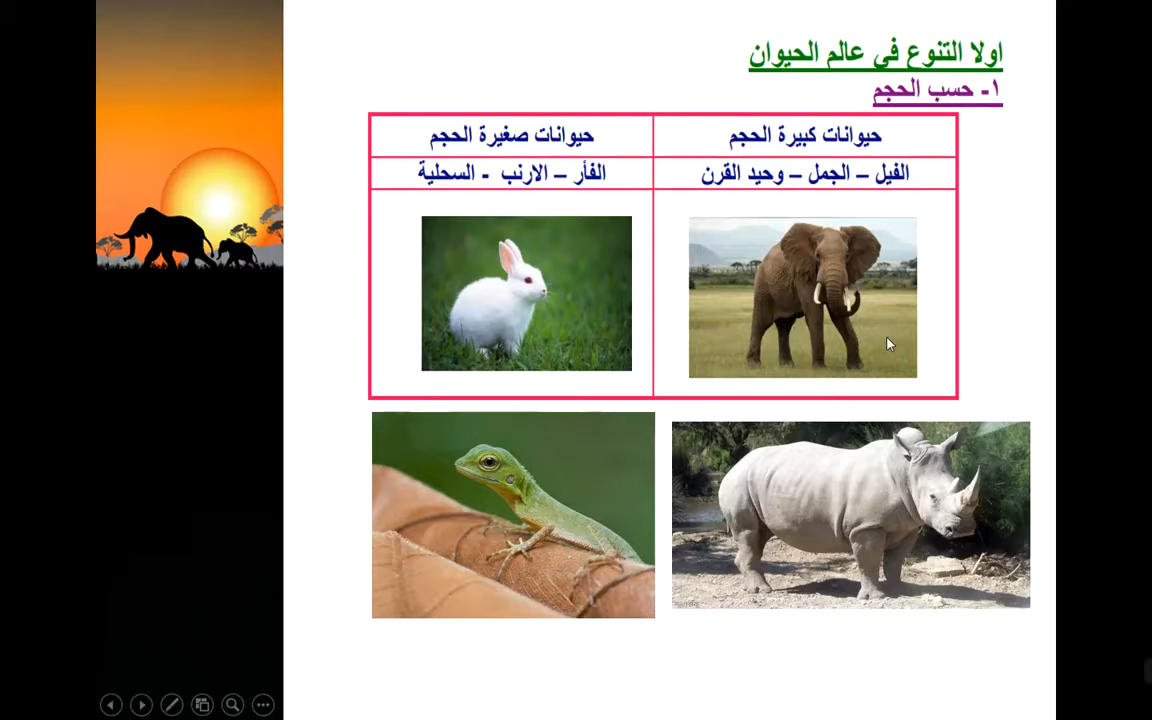 اولا التنوع في عالم الحيوان
١- حسب الحجم
حيوانات كبيرة الحجم
حيوانات صغيرة الحجم
الفيل – الجمل – وحيد القرن
الفأر – الارنب - السحلية